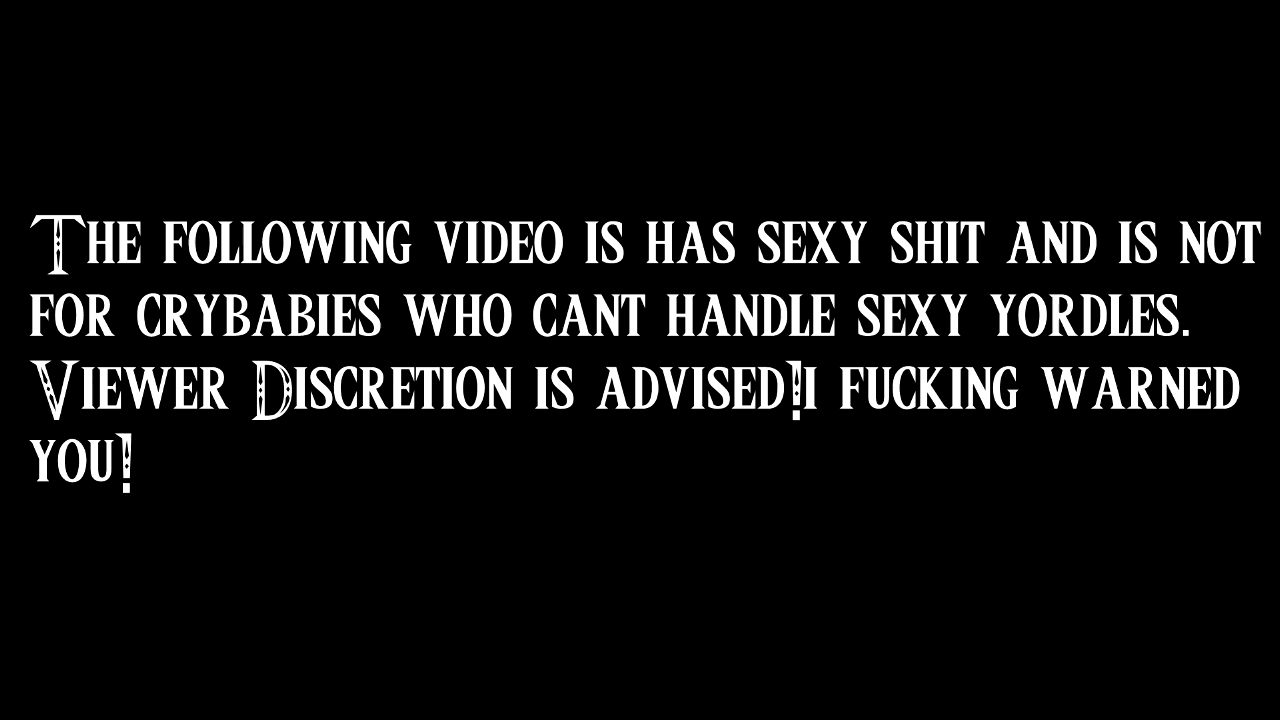 The following video is has sexy shit and is not
for crybabies who cant handle sexy yordles.
Viewer Discretion is advised!i fucking warned
you!